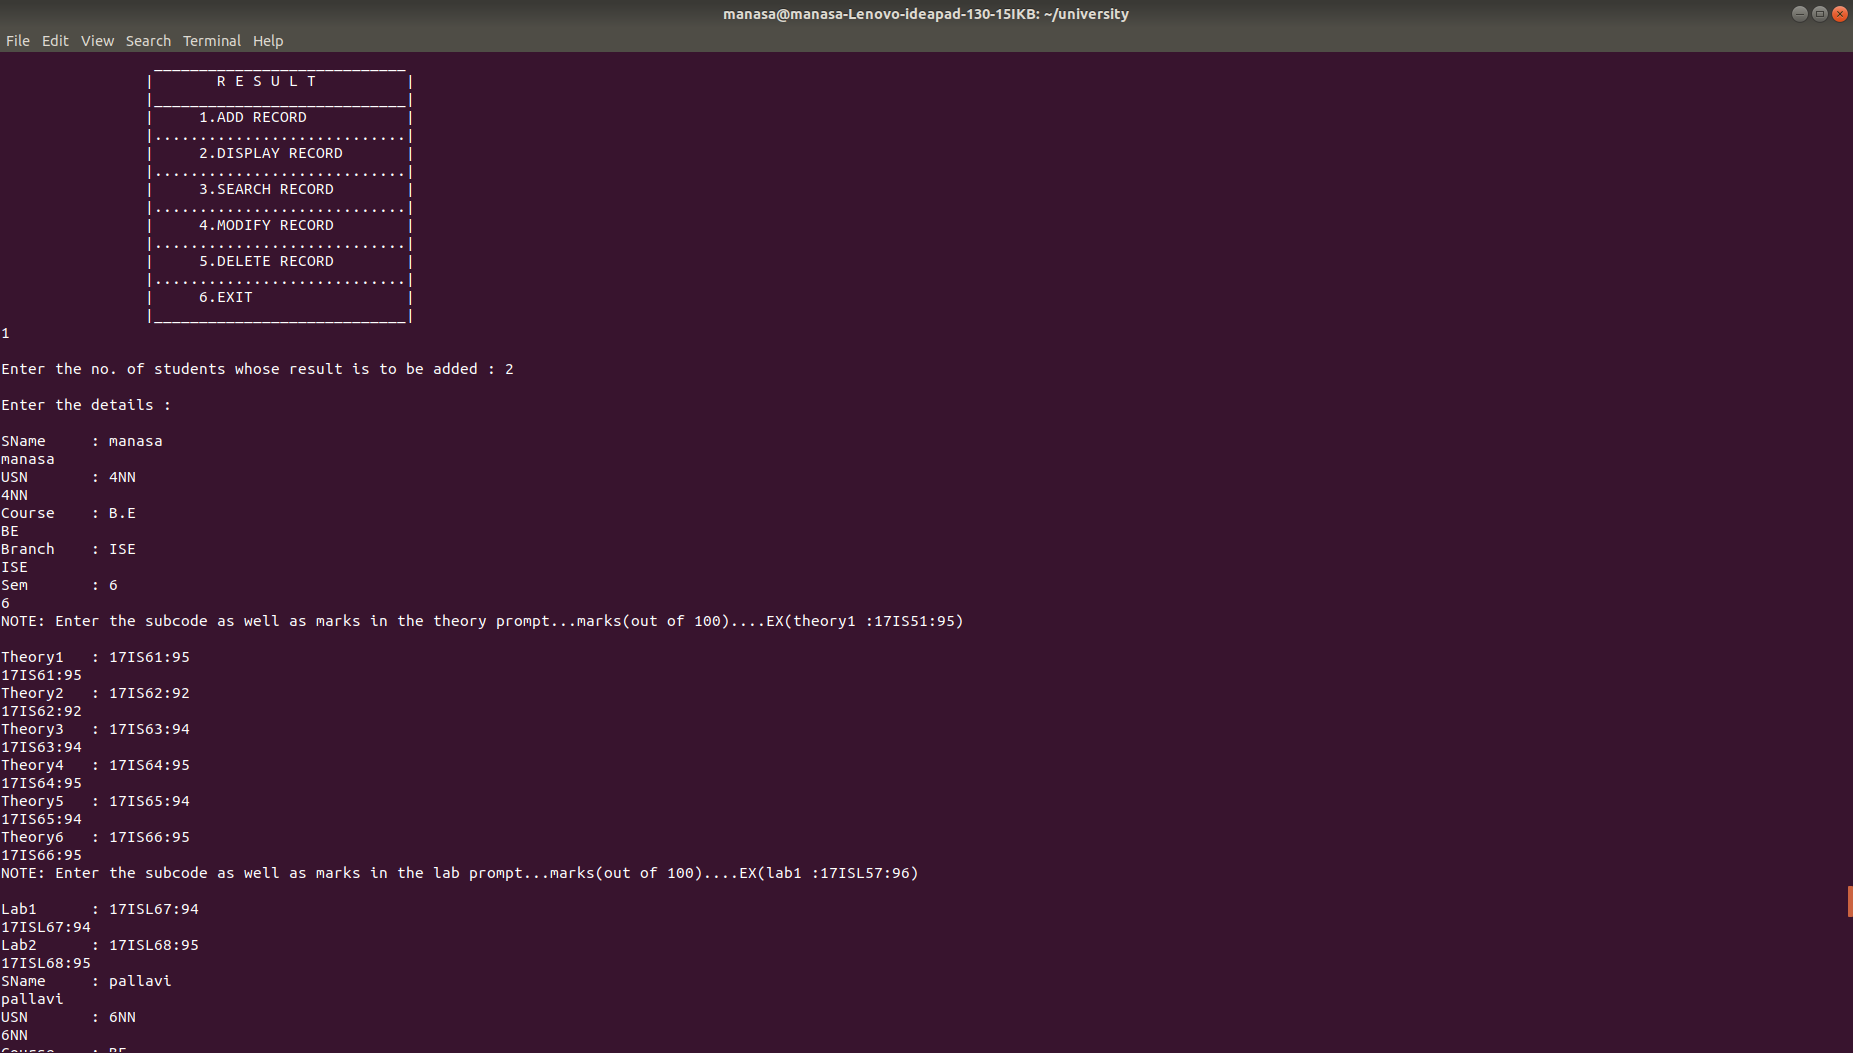 manasa@manasa-Lenovo-ideapad-130-15IKB: ~/university
File Edit View Search Terminal Help
____________________________
| R E S U L T |
|____________________________|
| 1.ADD RECORD |
|............................|
| 2.DISPLAY RECORD |
|............................|
| 3.SEARCH RECORD |
|............................|
| 4.MODIFY RECORD |
|............................|
| 5.DELETE RECORD |
|............................|
| 6.EXIT |
|____________________________|
1
Enter the no. of students whose result is to be added : 2
Enter the details :
SName : manasa
manasa
USN : 4NN
4NN
Course : B.E
BE
Branch : ISE
ISE
Sem : 6
6
NOTE: Enter the subcode as well as marks in the theory prompt...marks(out of 100)....EX(theory1 :17IS51:95)
Theory1 : 17IS61:95
17IS61:95
Theory2 : 17IS62:92
17IS62:92
Theory3 : 17IS63:94
17IS63:94
Theory4 : 17IS64:95
17IS64:95
Theory5 : 17IS65:94
17IS65:94
Theory6 : 17IS66:95
17IS66:95
NOTE: Enter the subcode as well as marks in the lab prompt...marks(out of 100)....EX(lab1 :17ISL57:96)
Lab1 : 17ISL67:94
17ISL67:94
Lab2 : 17ISL68:95
17ISL68:95
SName : pallavi
pallavi
USN : 6NN
6NN
Course : BE